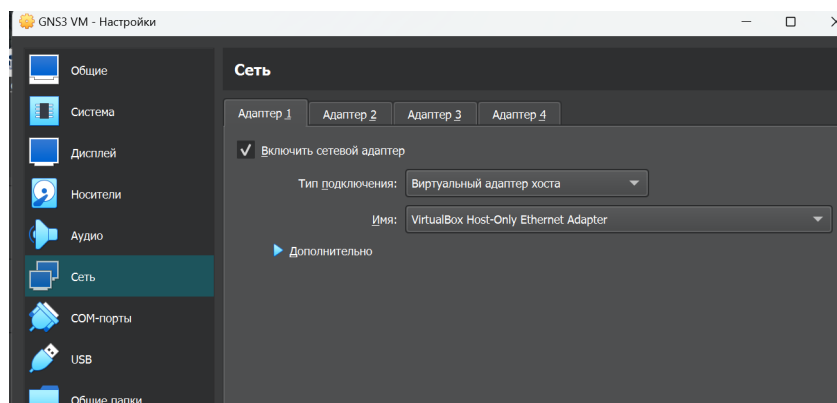 GNS3 VM - Настройки
Общие
Система
Дисплей
Носители
Аудио
Сеть
COM-порты
USB
Общие папки
Сеть
Адаптер 1 Адаптер 2 Адаптер 3 Адаптер 4
Включить сетевой адаптер
Тип подключения: Виртуальный адаптер хоста
Имя: VirtualBox Host-Only Ethernet Adapter
Дополнительно